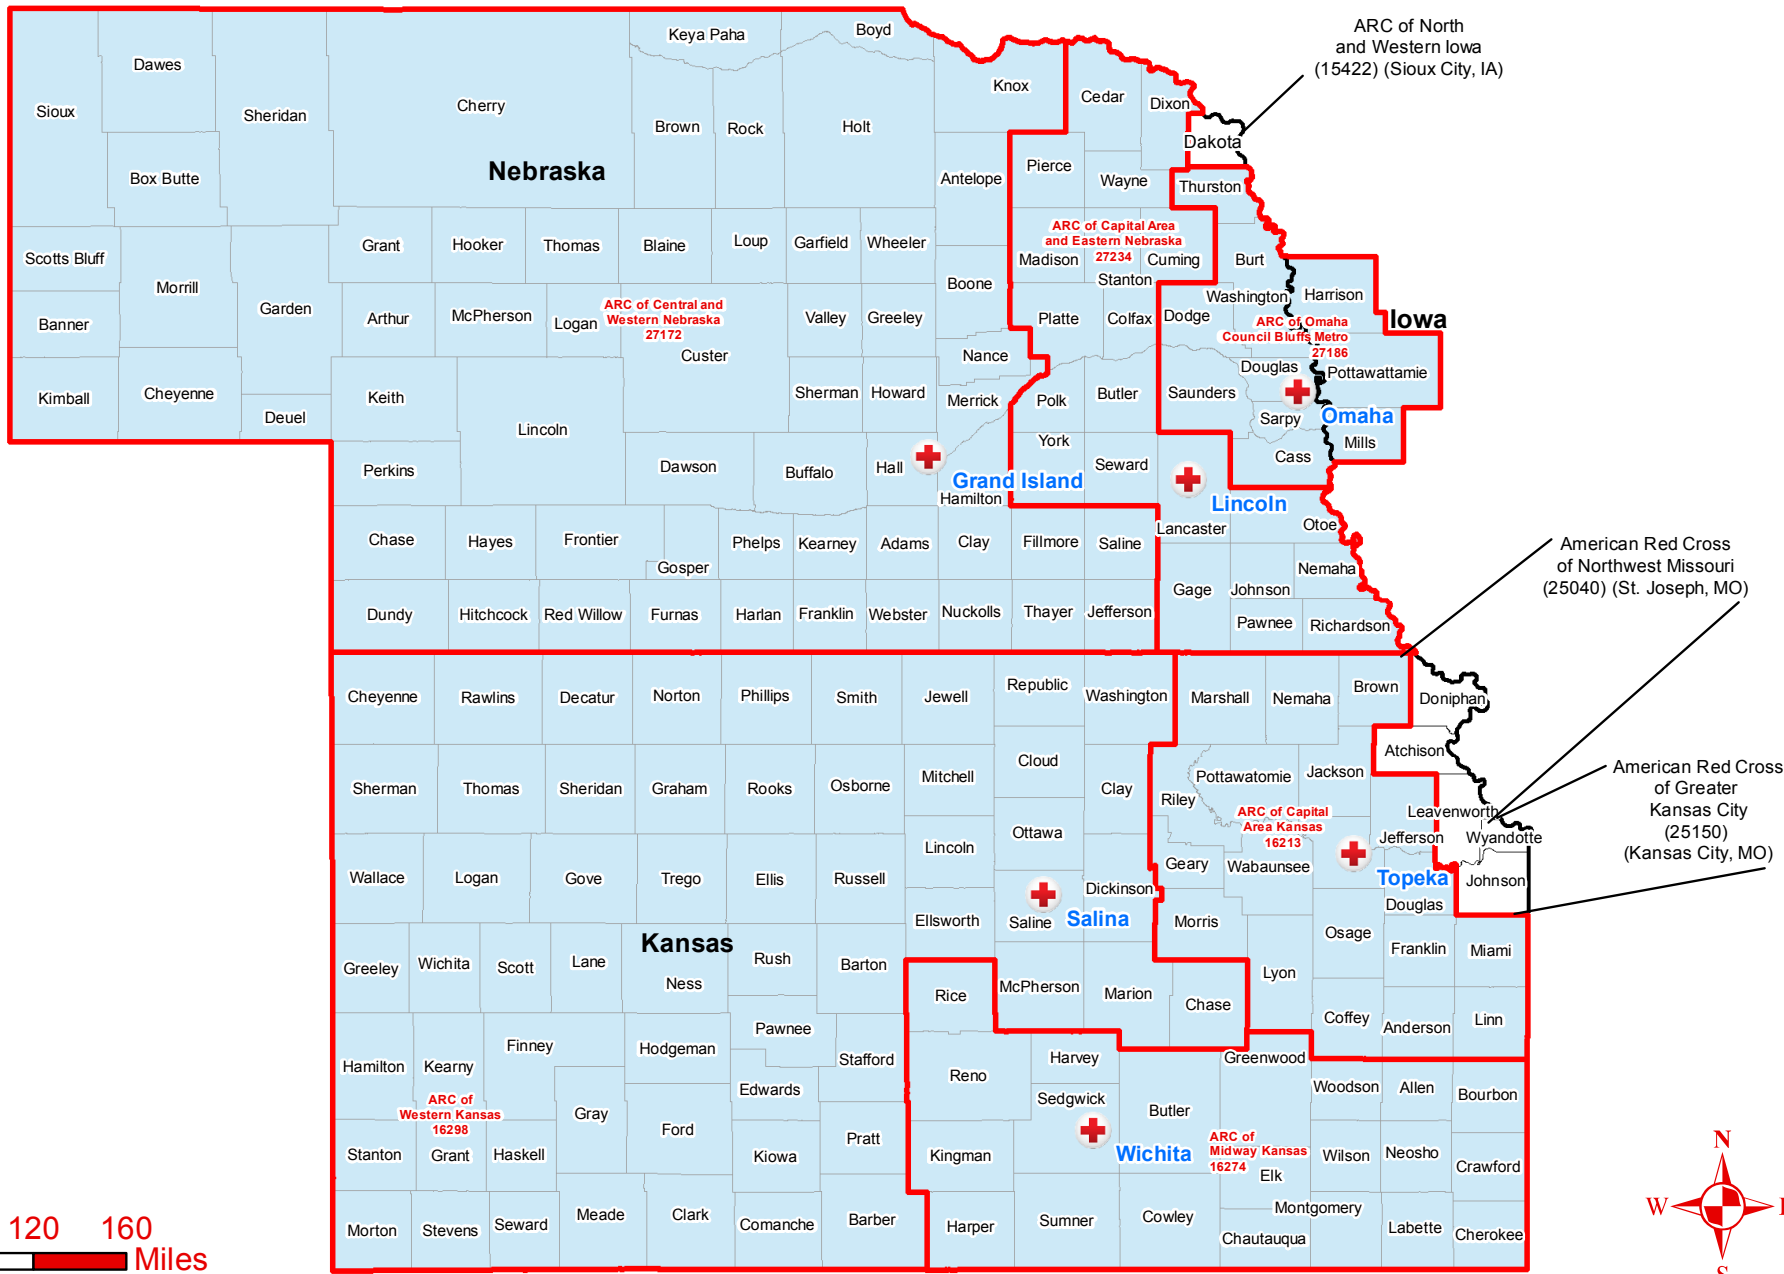 ARC of North
and Western Iowa
(15422) (Sioux City, IA)
Keya Paha
Boyd
Dawes
Knox
Cedar
Dixon
Sioux
Sheridan
Cherry
Brown
Rock
Holt
Dakota
Nebraska
Pierce
Box Butte
Antelope
Wayne
Thurston
ARC of Capital Area
and Eastern Nebraska
27234
Grant
Hooker
Thomas
Blaine
Loup
Garfield
Wheeler
Madison
Cuming
Burt
Scotts Bluff
Stanton
Morrill
Boone
Washington
Harrison
Garden
ARC of Central and
Western Nebraska
27172
Banner
Arthur
McPherson
Logan
Valley
Greeley
Platte
Colfax
Dodge
Iowa
ARC of Omaha
Council Bluffs Metro
27186
Custer
Nance
Douglas
Pottawattamie
Kimball
Cheyenne
Keith
Sherman
Howard
Merrick
Polk
Butler
Saunders
Deuel
Sarpy
Omaha
Lincoln
York
Mills
Perkins
Dawson
Buffalo
Hall
Seward
Cass
Grand Island
Hamilton
Lincoln
Lancaster
Otoe
Chase
Hayes
Frontier
Gosper
Phelps
Kearney
Adams
Clay
Fillmore
Saline
American Red Cross
of Northwest Missouri
(25040) (St. Joseph, MO)
Nemaha
Gage
Johnson
Dundy
Hitchcock
Red Willow
Furnas
Harlan
Franklin
Webster
Nuckolls
Thayer
Jefferson
Pawnee
Richardson
Cheyenne
Rawlins
Decatur
Norton
Phillips
Smith
Jewell
Republic
Washington
Marshall
Nemaha
Brown
Doniphan
Atchison
Cloud
Mitchell
Pottawatomie
Jackson
American Red Cross
of Greater
Kansas City
(25150)
(Kansas City, MO)
Sherman
Thomas
Sheridan
Graham
Rooks
Osborne
Clay
Riley
ARC of Capital
Area Kansas
16213
Leavenworth
Ottawa
Jefferson
Wyandotte
Lincoln
Geary
Wabaunsee
Wallace
Logan
Gove
Trego
Ellis
Russell
Dickinson
Topeka
Johnson
Douglas
Ellsworth
Saline
Salina
Morris
Kansas
Osage
Franklin
Miami
Greeley
Wichita
Scott
Lane
Ness
Rush
Barton
Lyon
McPherson
Marion
Rice
Chase
Coffey
Anderson
Linn
Pawnee
Finney
Hodgeman
Stafford
Hamilton
Kearny
Harvey
Greenwood
Reno
Edwards
Woodson
Allen
Bourbon
ARC of
Western Kansas
16298
Sedgwick
Gray
Butler
Ford
Pratt
ARC of
Midway Kansas
16274
Stanton
Grant
Haskell
Kiowa
Kingman
Wichita
Wilson
Neosho
Crawford
Elk
Morton
Stevens
Seward
Meade
Clark
Comanche
Barber
Harper
Sumner
Cowley
Montgomery
Chautauqua
Labette
Cherokee
120 160
Miles
N
W
S